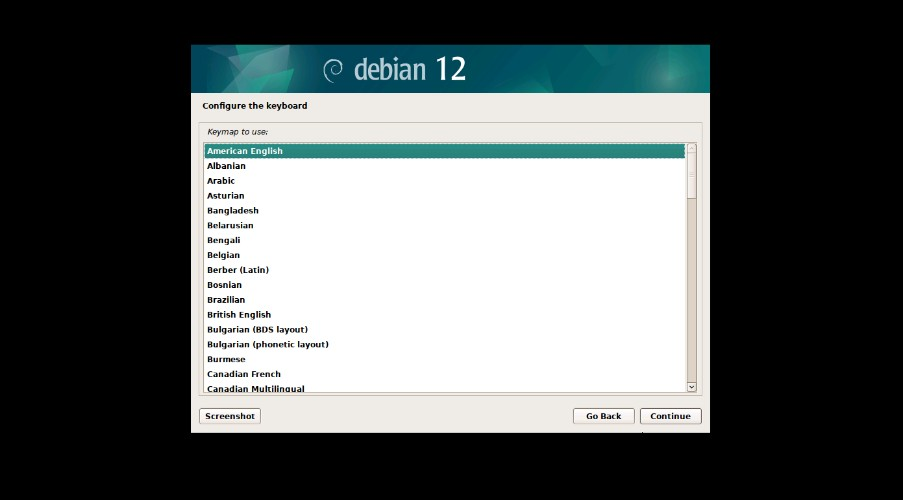 debian 12
Configure the keyboard
Keymap to use:
American English
Albanian
Arabic
Asturian
Bangladesh
Belarusian
Bengali
Belgian
Berber (Latin)
Bosnian
Brazilian
British English
Bulgarian (BDS layout)
Bulgarian (phonetic layout)
Burmese
Canadian French
Canadian Multilingual
Screenshot Go Back Continue